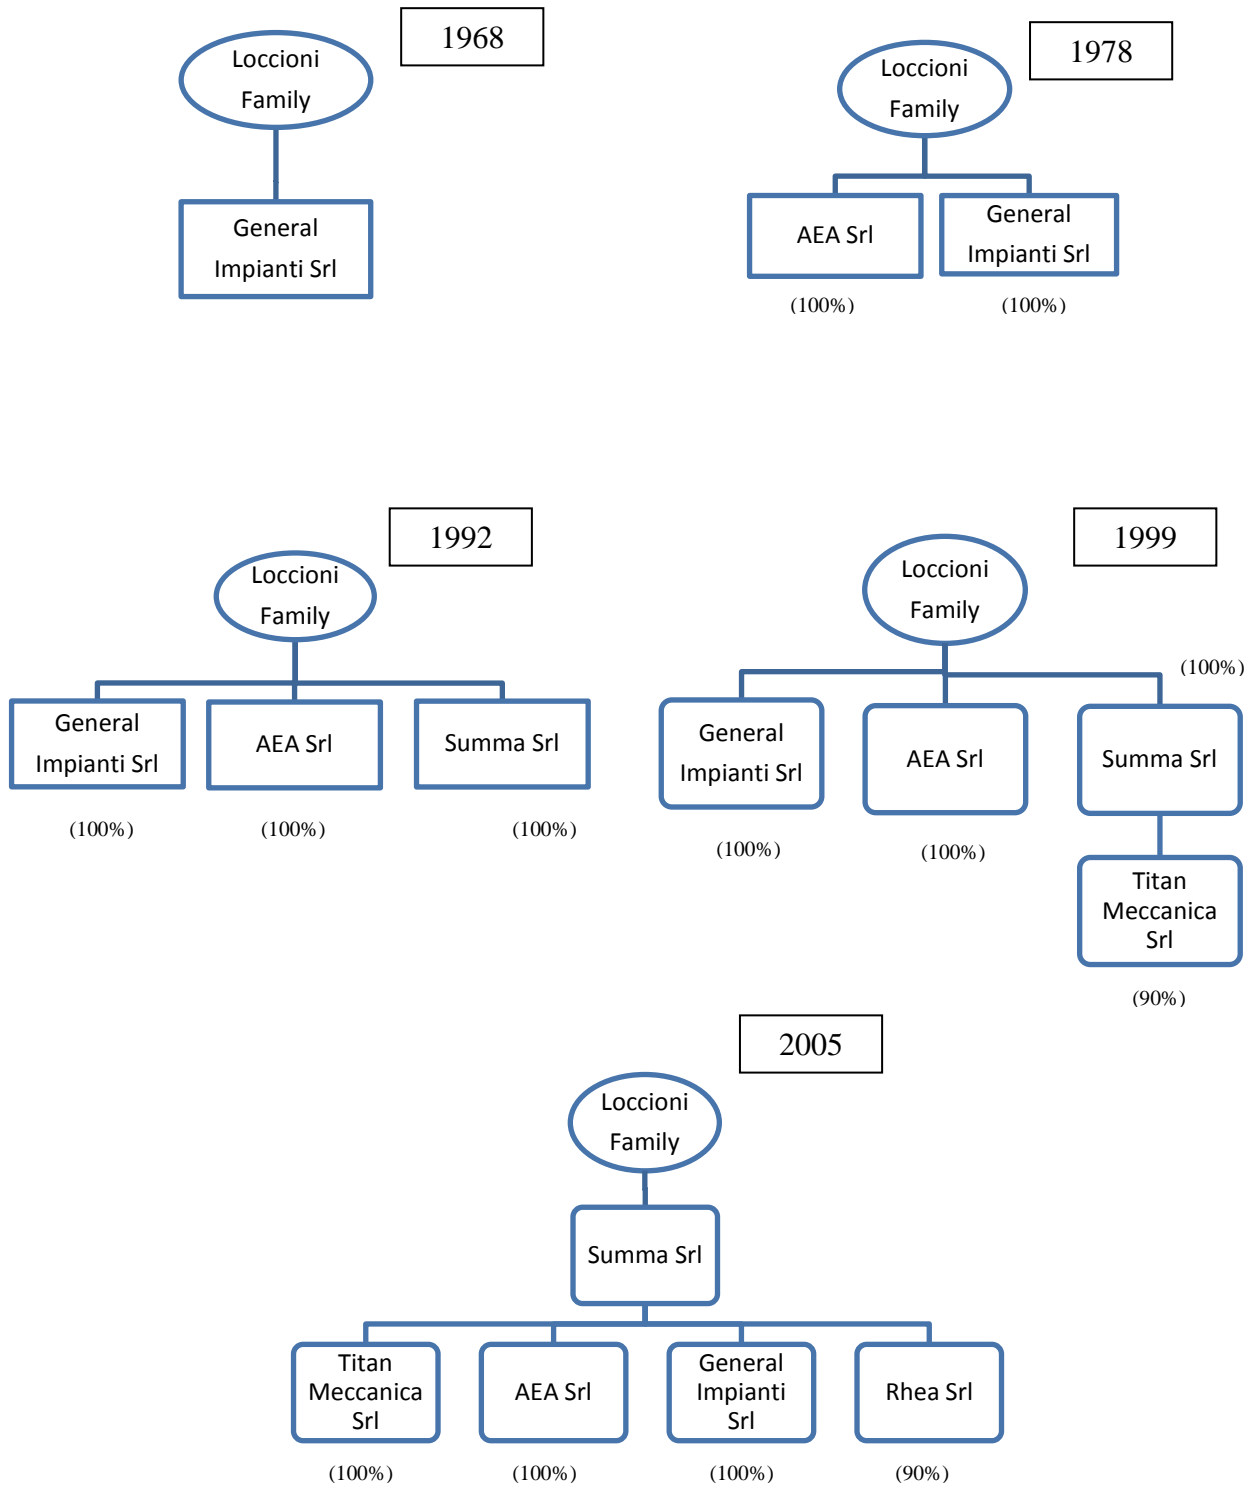 1968
Loccioni
Family
General
Impianti Srl
1978
Loccioni
Family
AEA Srl
General
Impianti Srl
(100%)
(100%)
1992
Loccioni
Family
General
Impianti Srl
AEA Srl
Summa Srl
(100%)
(100%)
(100%)
1999
Loccioni
Family
(100%)
General
Impianti Srl
AEA Srl
Summa Srl
(100%)
(100%)
Titan
Meccanica
Srl
(90%)
2005
Loccioni
Family
Summa Srl
Titan
Meccanica
Srl
AEA Srl
General
Impianti
Srl
Rhea Srl
(100%)
(100%)
(100%)
(90%)